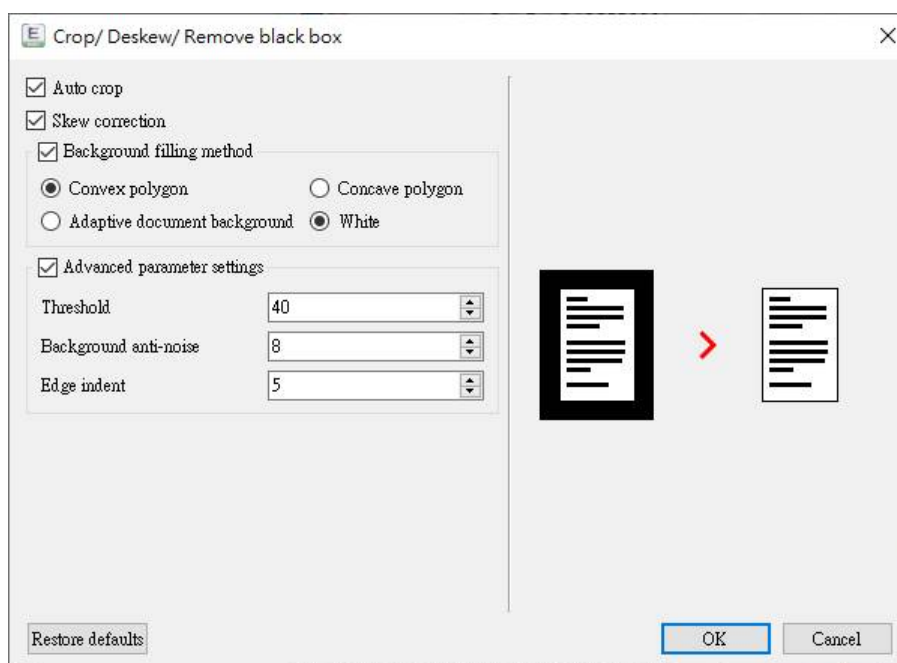 Crop/ Deskew/ Remove black box
Auto crop
Skew correction
Background filling method
Convex polygon Concave polygon
Adaptive document background White
Advanced parameter settings
Threshold 40
Background anti-noise 8
Edge indent 5
Restore defaults OK Cancel